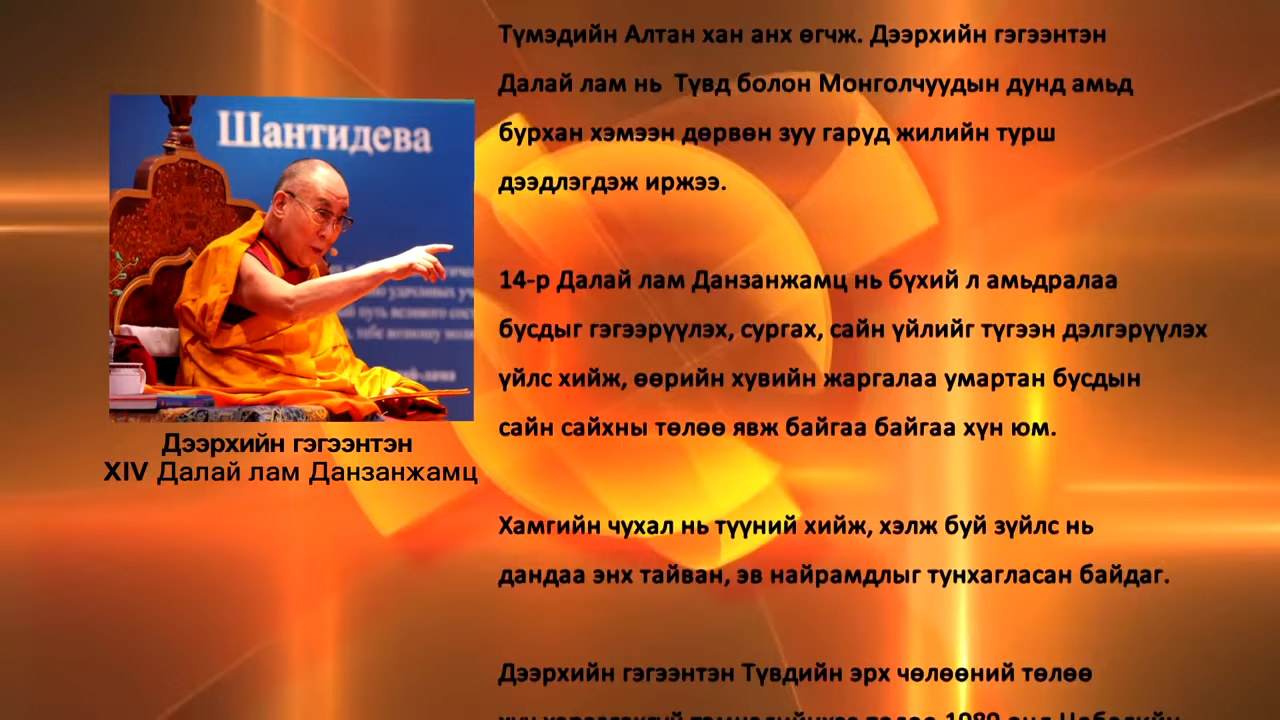 Түмэдийн Алтан хан анх өгчж. Дээрхийн гэгээнтэн
Далай лам нь Түвд болон Монголчуудын дунд амьд
бурхан хэмээн дөрвөн зуу гаруд жилийн турш
дээдлэгдэж иржээ.
14-р Далай лам Данзанжамц нь бүхий л амьдралаа
бусдыг гэгээрүүлэх, сургах, сайн үйлийг түгээн дэлгэрүүлэх
үйлс хийж, өөрийн хувийн жаргалаа умартан бусдын
сайн сайхны төлөө явж байгаа байгаа хүн юм.
Хамгийн чухал нь түүний хийж, хэлж буй зүйлс нь
дандаа энх тайван, эв найрамдлыг тунхагласан байдаг.
Дээрхийн гэгээнтэн Түвдийн эрх чөлөөний төлөө
Шантидева
Дээрхийн гэгээнтэн
XIV Далай лам Данзанжамц